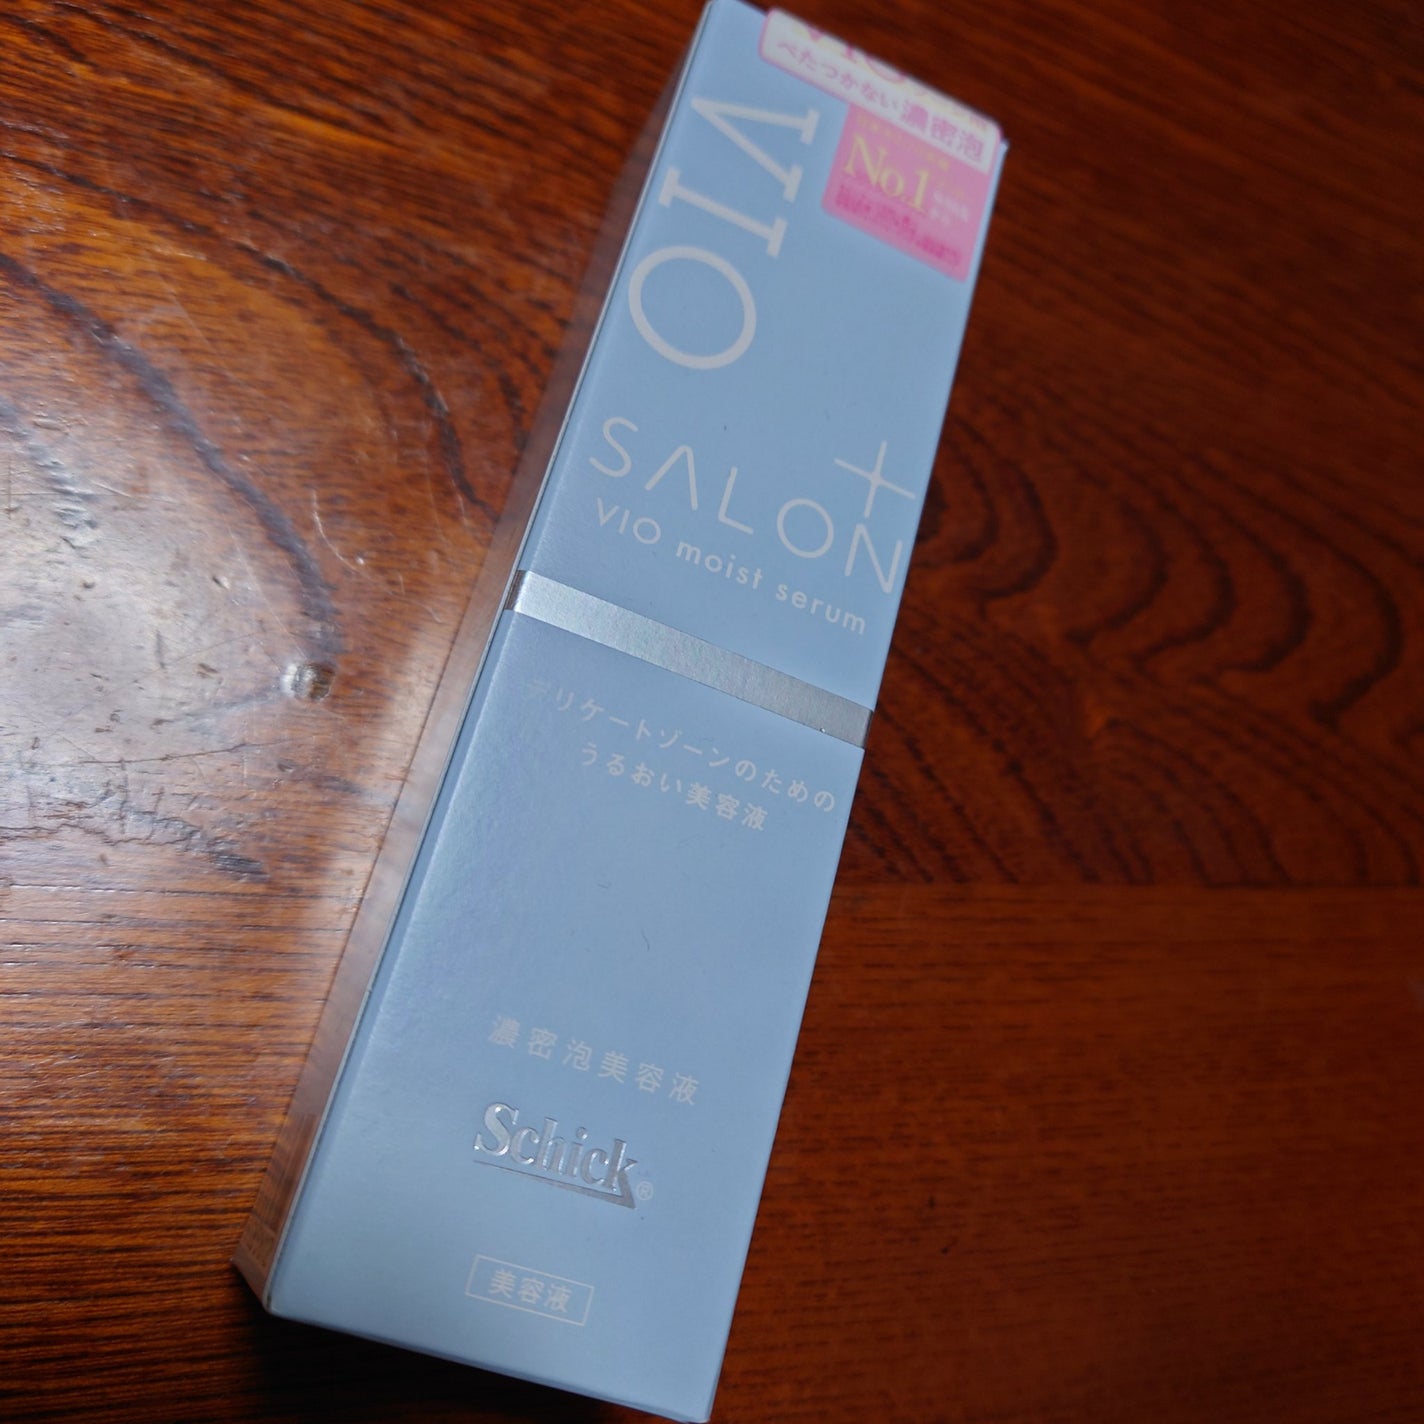 べたつかない濃密泡
No.1
VIO
SALON
+
VIO moist serum
デリケートゾーンのための
うるおい美容液
濃密泡美容液
Schick®
美容液